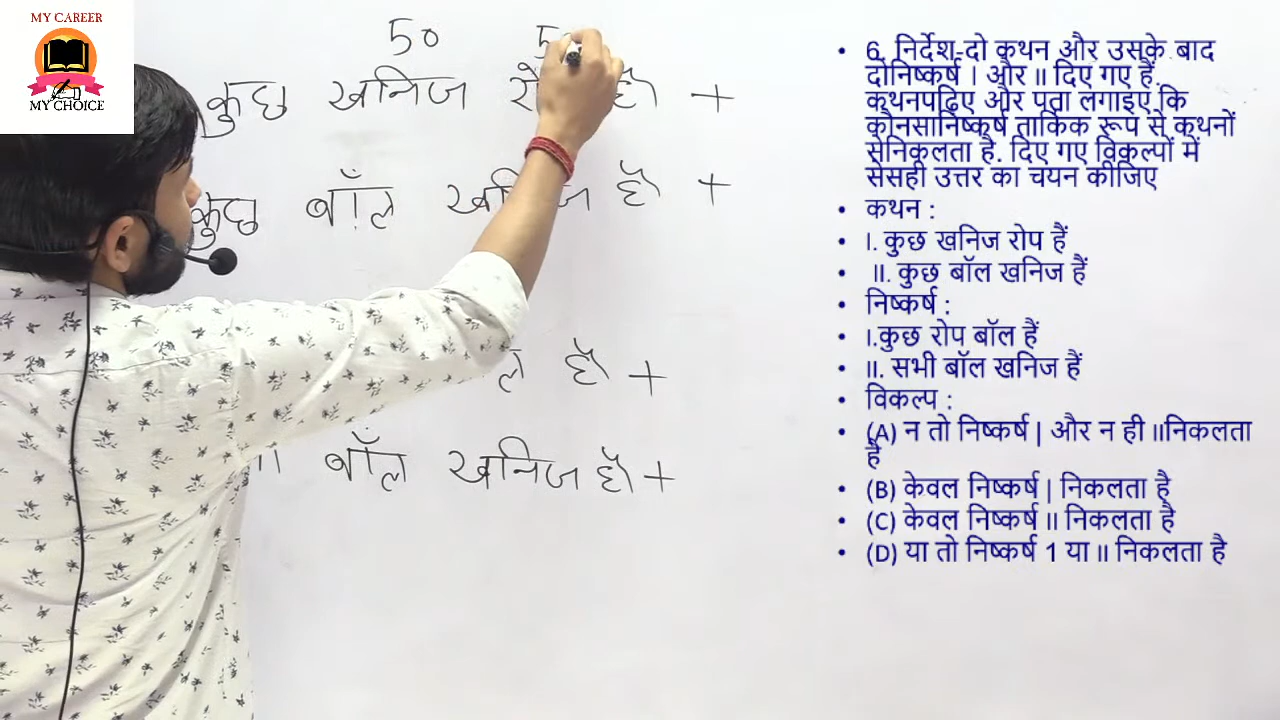 MY CAREER
MY CHOICE
50 5
कुछ खनिज रो है +
कुछ बॉल खनिज है +
ल है +
बॉल खनिज है +
• 6. निर्देश-दो कथन और उसके बाद
दोनिष्कर्ष I और II दिए गए हैं.
कथनपढ़िए और पता लगाइए कि
कौनसानिष्कर्ष तार्किक रूप से कथनों
सेनिकलता है. दिए गए विकल्पों में
सेसही उत्तर का चयन कीजिए
• कथन :
• I. कुछ खनिज रोप हैं
• II. कुछ बॉल खनिज हैं
• निष्कर्ष :
• I.कुछ रोप बॉल हैं
• II. सभी बॉल खनिज हैं
• विकल्प :
• (A) न तो निष्कर्ष | और न ही IIनिकलता
है
• (B) केवल निष्कर्ष | निकलता है
• (C) केवल निष्कर्ष II निकलता है
• (D) या तो निष्कर्ष 1 या II निकलता है